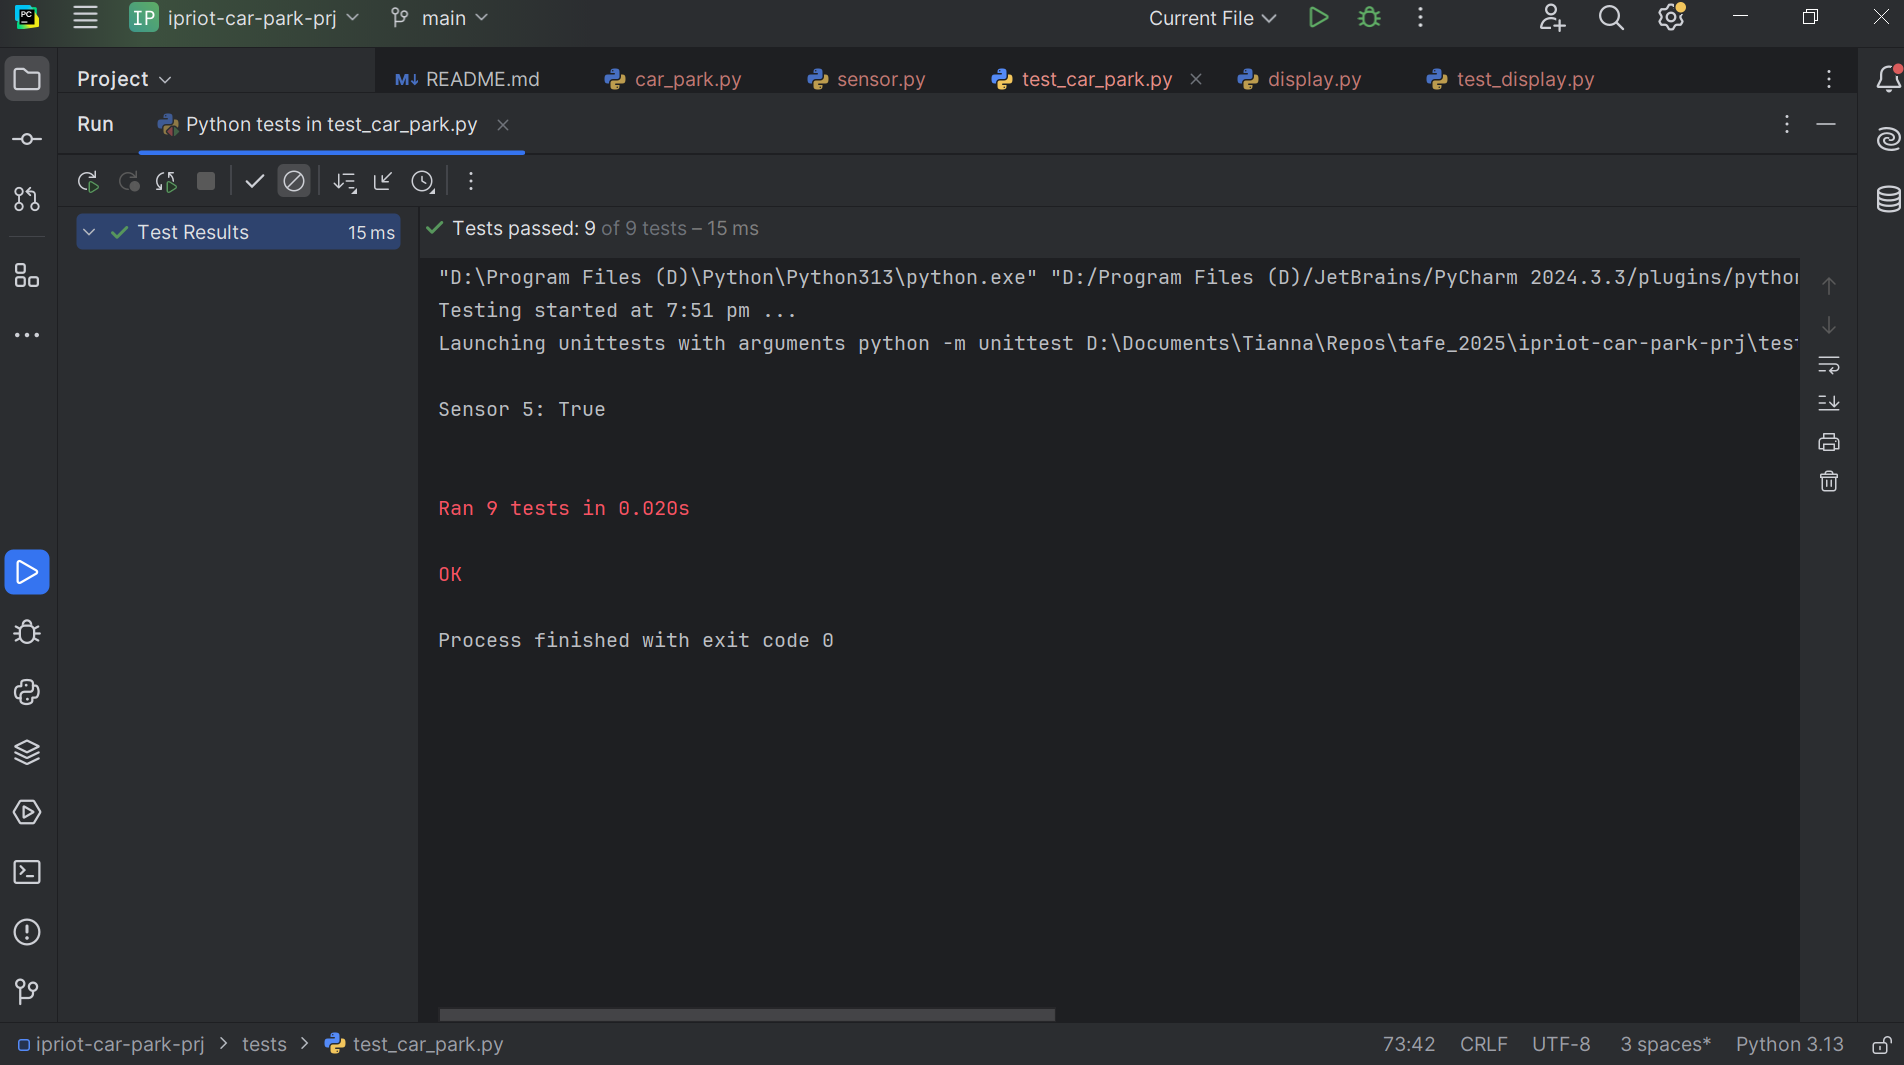 PC
IP ipriot-car-park-prj main Current File
Project README.md car_park.py sensor.py test_car_park.py display.py test_display.py
Run Python tests in test_car_park.py
Test Results 15 ms
Tests passed: 9 of 9 tests – 15 ms
"D:\Program Files (D)\Python\Python313\python.exe" "D:/Program Files (D)/JetBrains/PyCharm 2024.3.3/plugins/python
Testing started at 7:51 pm ...
Launching unittests with arguments python -m unittest D:\Documents\Tianna\Repos\tafe_2025\ipriot-car-park-prj\test
Sensor 5: True
Ran 9 tests in 0.020s
OK
Process finished with exit code 0
ipriot-car-park-prj > tests > test_car_park.py 73:42 CRLF UTF-8 3 spaces* Python 3.13